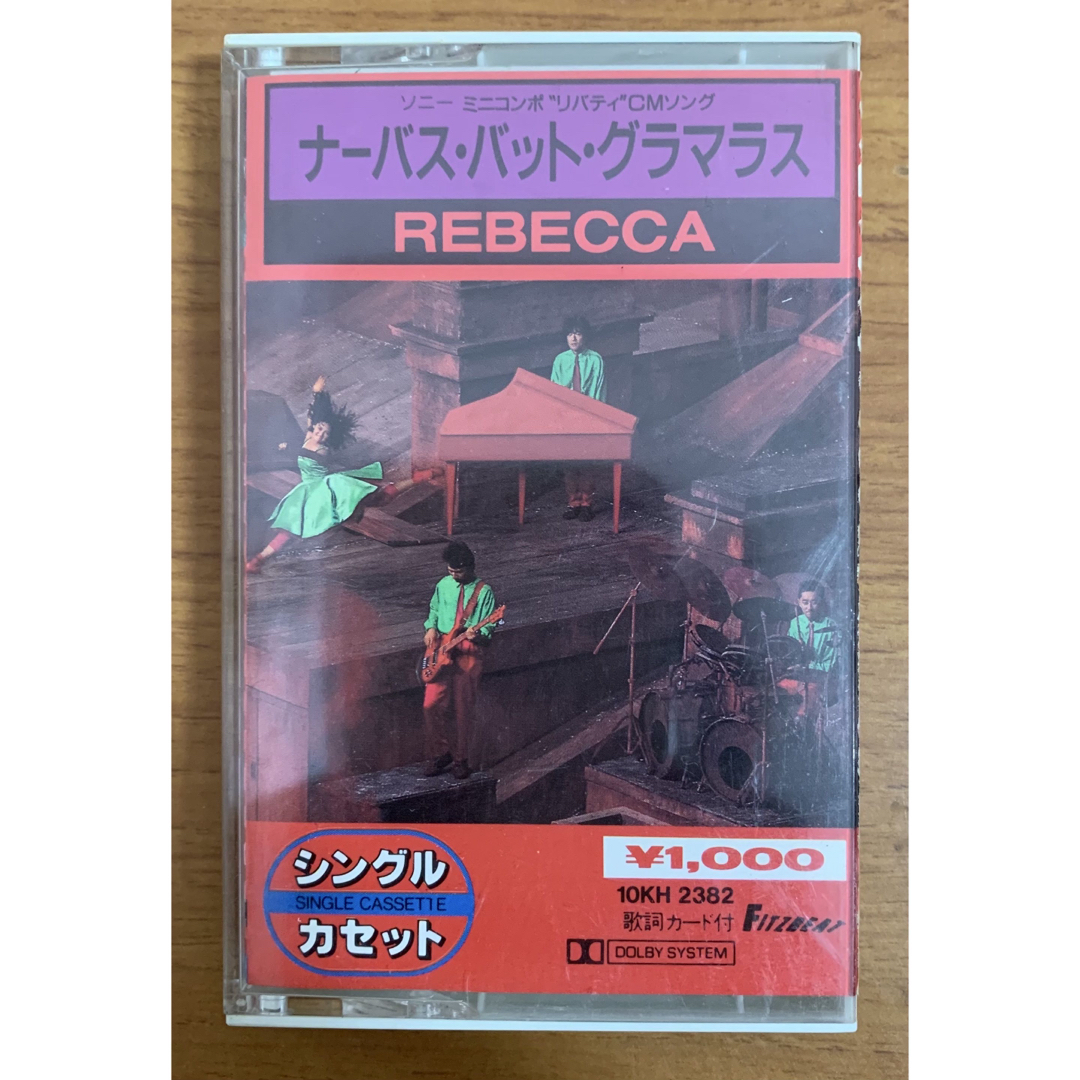 ソニー ミニコンポ"リバティ"CMソング
ナーバス・バット・グラマラス
REBECCA
シングル
SINGLE CASSETTE
カセット
¥1,000
10KH 2382
歌詞カード付 FITZBEAT
DOLBY SYSTEM